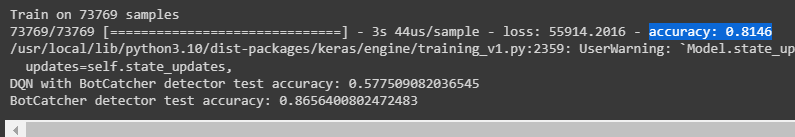 Train on 73769 samples
73769/73769 [==============================] - 3s 44us/sample - loss: 55914.2016 - accuracy: 0.8146
/usr/local/lib/python3.10/dist-packages/keras/engine/training_v1.py:2359: UserWarning: `Model.state_up
updates=self.state_updates,
DQN with BotCatcher detector test accuracy: 0.577509082036545
BotCatcher detector test accuracy: 0.8656400802472483